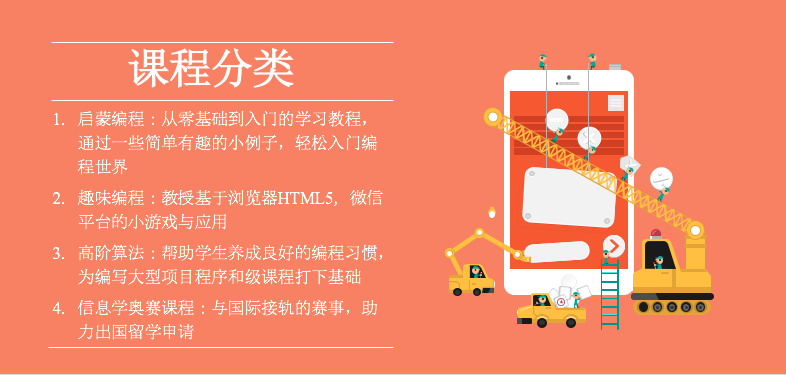 课程分类
1. 启蒙编程：从零基础到入门的学习教程，
通过一些简单有趣的小例子，轻松入门编
程世界
2. 趣味编程：教授基于浏览器HTML5，微信
平台的小游戏与应用
3. 高阶算法：帮助学生养成良好的编程习惯，
为编写大型项目程序和级课程打下基础
4. 信息学奥赛课程：与国际接轨的赛事，助
力出国留学申请